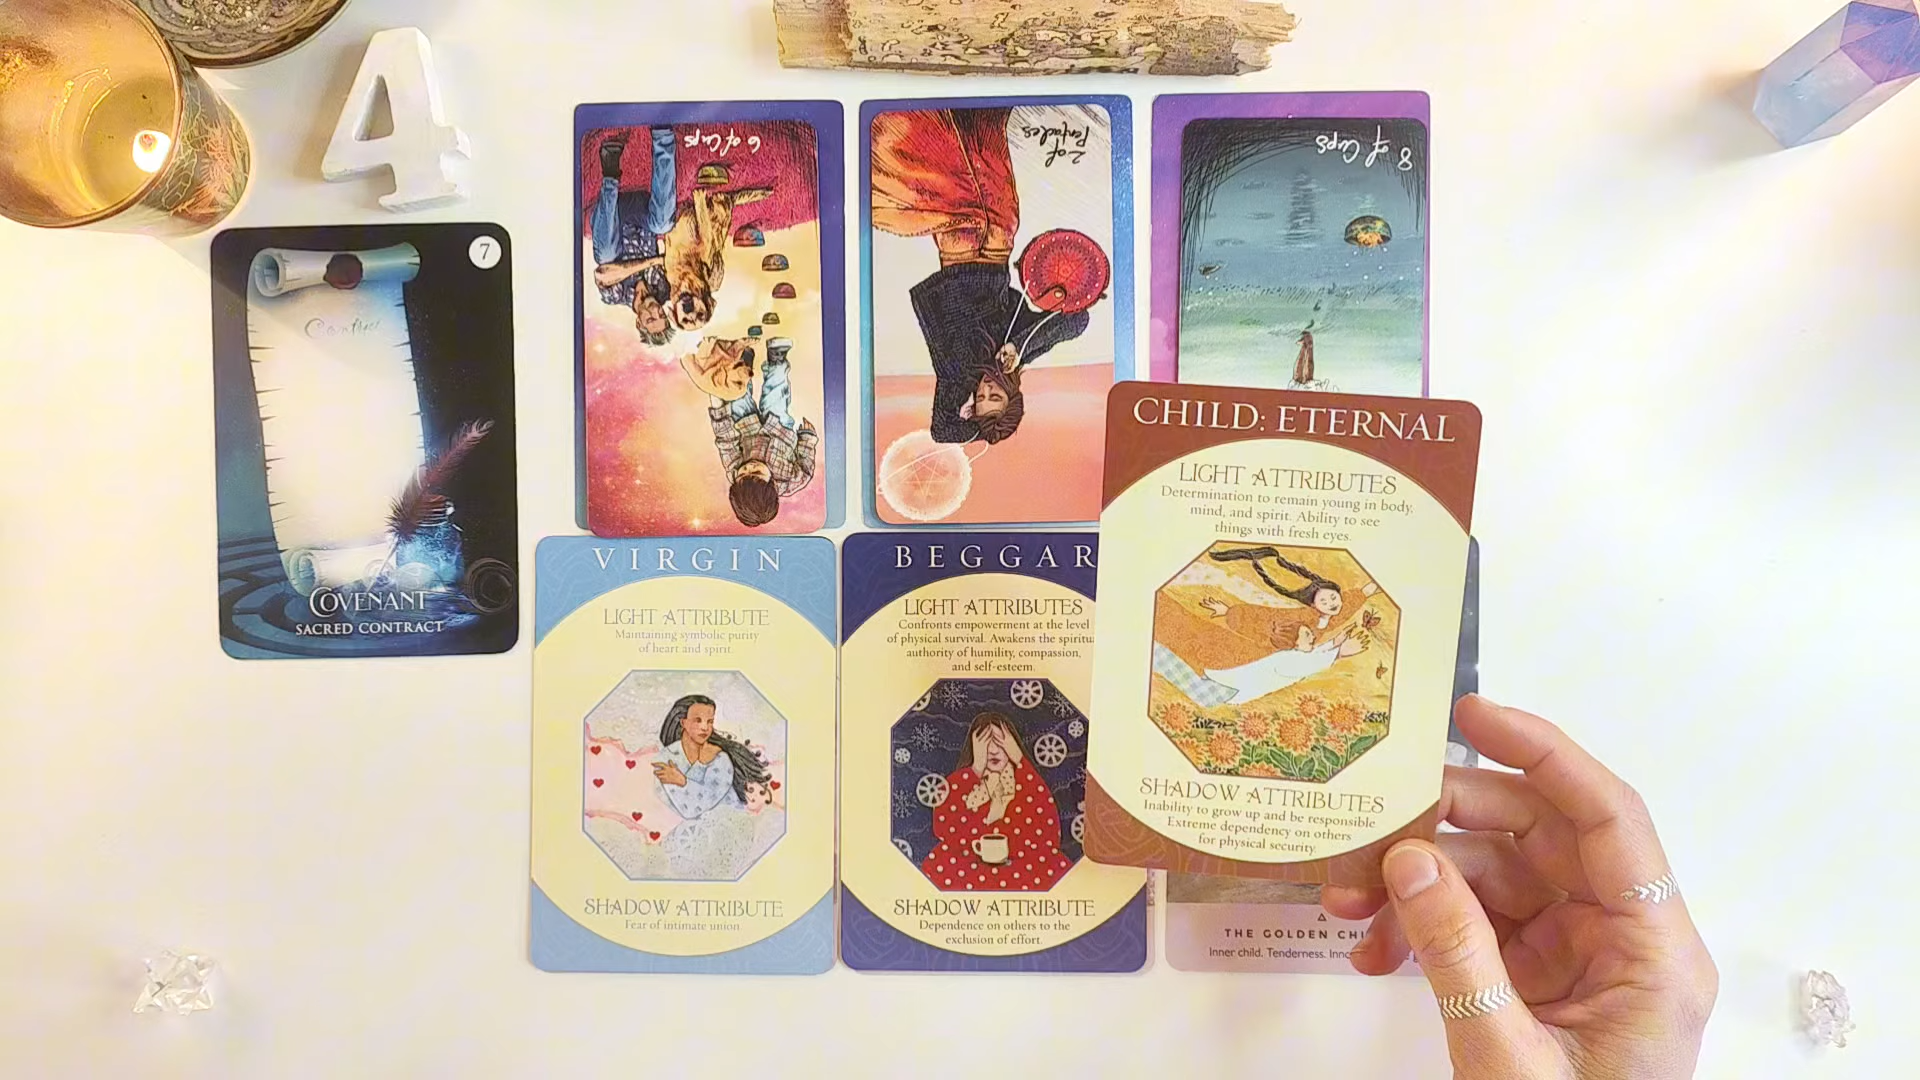 4
7
Contract
COVENANT
SACRED CONTRACT
6 of Cups
2 of
Pentacles
8 of Cups
VIRGIN
LIGHT ATTRIBUTE
Maintaining symbolic purity
of heart and spirit.
SHADOW ATTRIBUTE
Fear of intimate union
BEGGAR
LIGHT ATTRIBUTES
Confronts empowerment at the level
of physical survival. Awakens the spiritu
authority of humility, compassion,
and self-esteem.
SHADOW ATTRIBUTE
Dependence on others to the
exclusion of effort.
CHILD: ETERNAL
LIGHT ATTRIBUTES
Determination to remain young in body,
mind, and spirit. Ability to see
things with fresh eyes.
SHADOW ATTRIBUTES
Inability to grow up and be responsible
Extreme dependency on others
for physical security.
THE GOLDEN CHI
Inner child. Tenderness. Inno